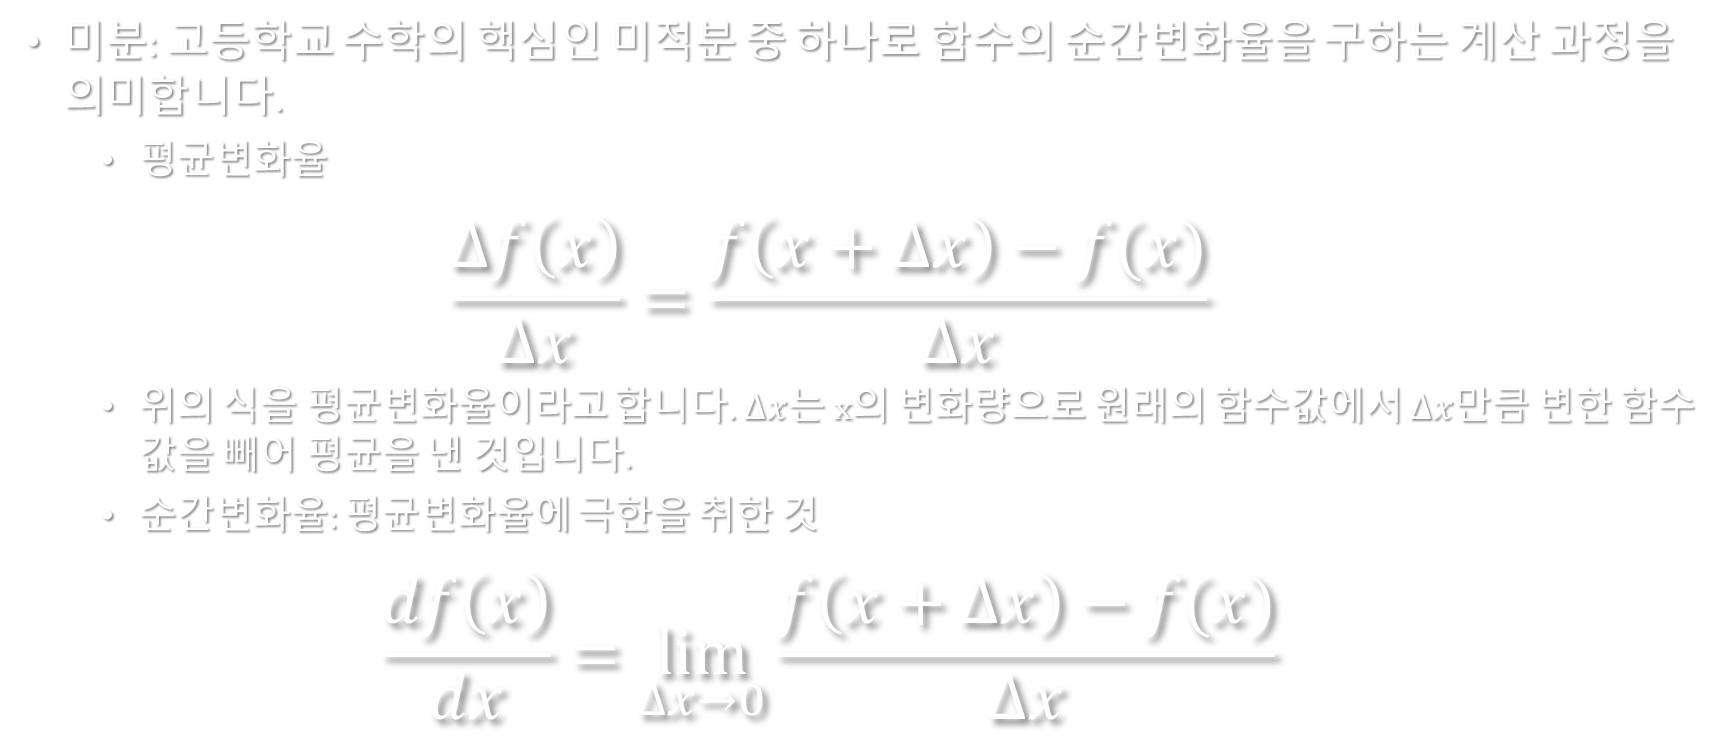 • 미분: 고등학교 수학의 핵심인 미적분 중 하나로 함수의 순간변화율을 구하는 계산 과정을
의미합니다.
• 평균변화율
Δf(x)/Δx = (f(x + Δx) − f(x))/Δx
• 위의 식을 평균변화율이라고 합니다. Δx는 x의 변화량으로 원래의 함수값에서 Δx만큼 변한 함수
값을 빼어 평균을 낸 것입니다.
• 순간변화율: 평균변화율에 극한을 취한 것
df(x)/dx = lim Δx→0 (f(x + Δx) − f(x))/Δx